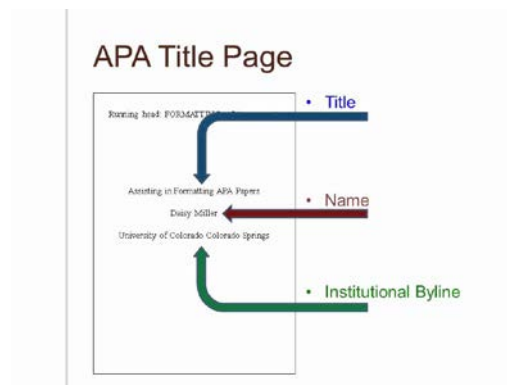 APA Title Page
• Title
Running head: FORMATTING
Assisting in Formatting APA Papers
• Name
Daisy Miller
University of Colorado Colorado Springs
• Institutional Byline